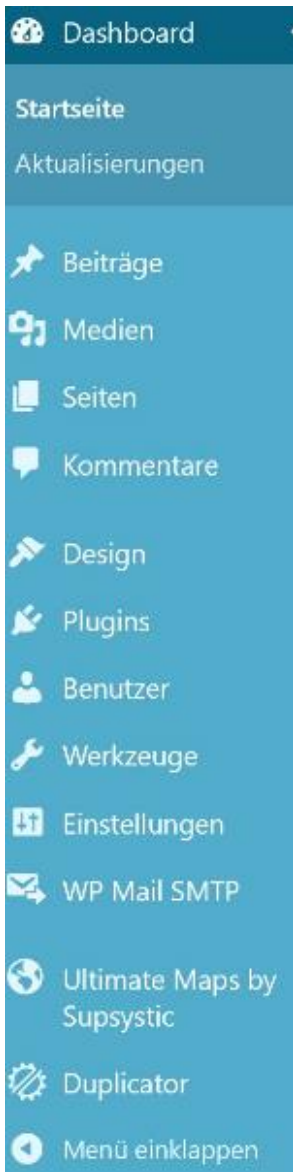 Dashboard
Startseite
Aktualisierungen
Beiträge
Medien
Seiten
Kommentare
Design
Plugins
Benutzer
Werkzeuge
Einstellungen
WP Mail SMTP
Ultimate Maps by
Supsystic
Duplicator
Menü einklappen